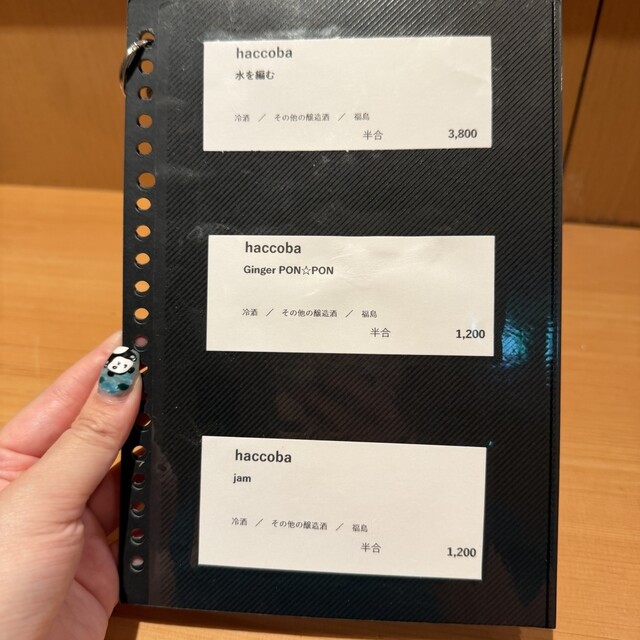 haccoba
水を編む
冷酒 ／ その他の醸造酒 ／ 福島
半合 3,800
haccoba
Ginger PON☆PON
冷酒 ／ その他の醸造酒 ／ 福島
半合 1,200
haccoba
jam
冷酒 ／ その他の醸造酒 ／ 福島
半合 1,200